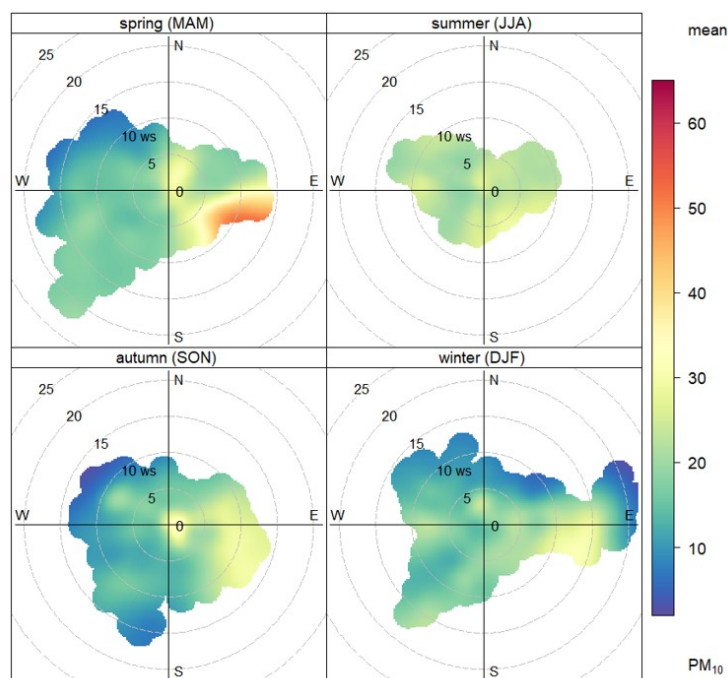 spring (MAM)
25
20
15
10 ws
5
0
N
E
S
W
summer (JJA)
25
20
15
10 ws
5
0
N
E
S
W
autumn (SON)
25
20
15
10 ws
5
0
N
E
S
W
winter (DJF)
25
20
15
10 ws
5
0
N
E
S
W
mean
60
50
40
30
20
10
PM₁₀